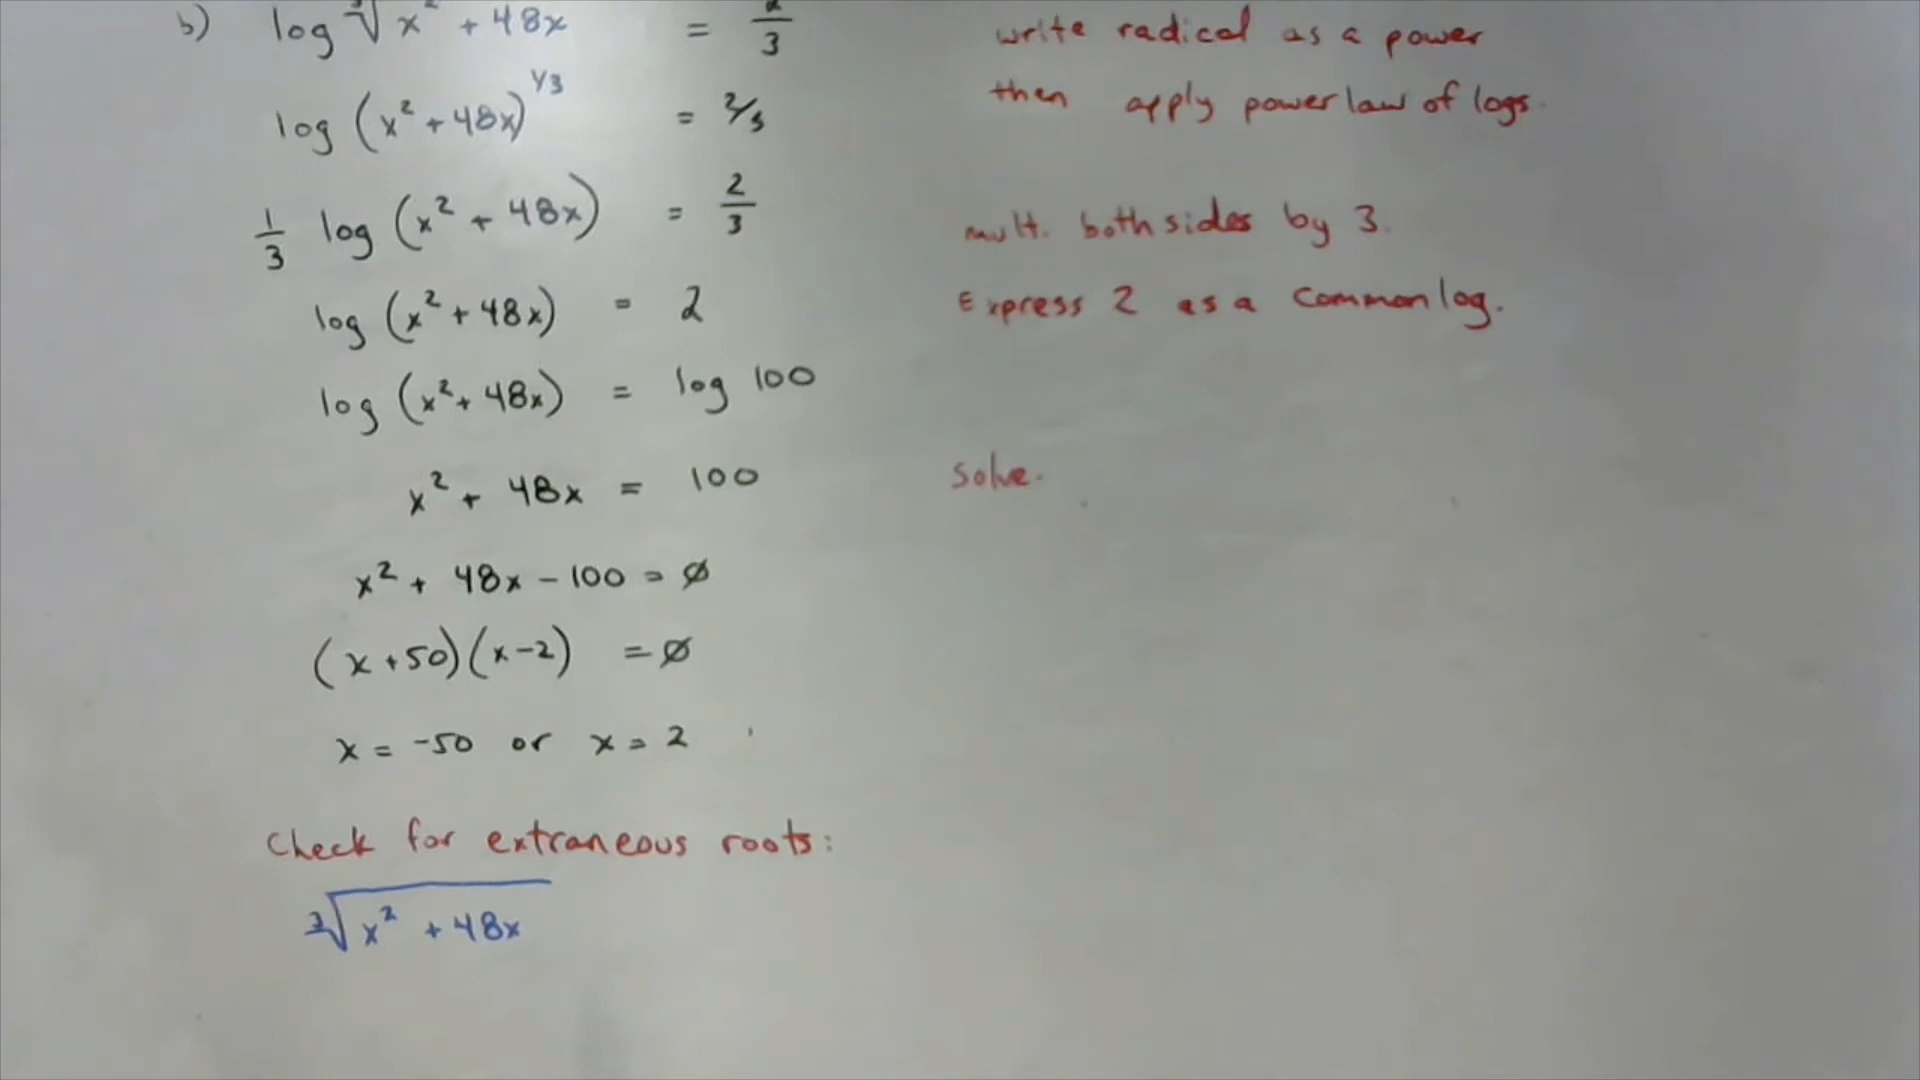 b) log ∛x² + 48x = 2/3 write radical as a power
log (x² + 48x)^1/3 = 2/3 then apply power law of logs.
1/3 log (x² + 48x) = 2/3 mult. both sides by 3.
log (x² + 48x) = 2 Express 2 as a common log.
log (x² + 48x) = log 100
x² + 48x = 100 solve.
x² + 48x - 100 = 0
(x + 50)(x - 2) = 0
x = -50 or x = 2
Check for extraneous roots:
∛x² + 48x